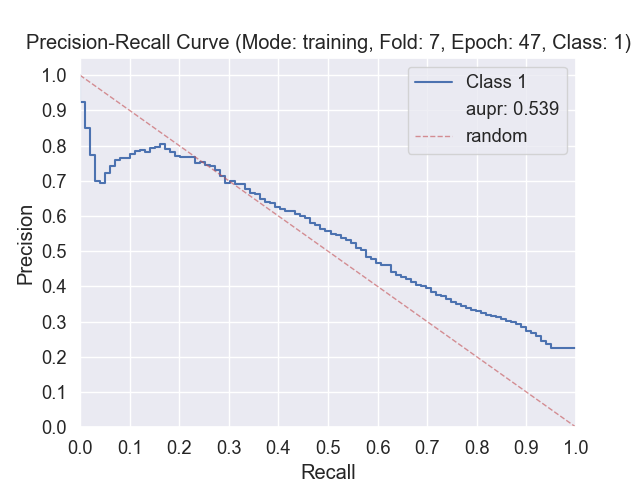 Precision-Recall Curve (Mode: training, Fold: 7, Epoch: 47, Class: 1)
Class 1
aupr: 0.539
random
Precision
1.0
0.9
0.8
0.7
0.6
0.5
0.4
0.3
0.2
0.1
0.0
0.0 0.1 0.2 0.3 0.4 0.5 0.6 0.7 0.8 0.9 1.0
Recall